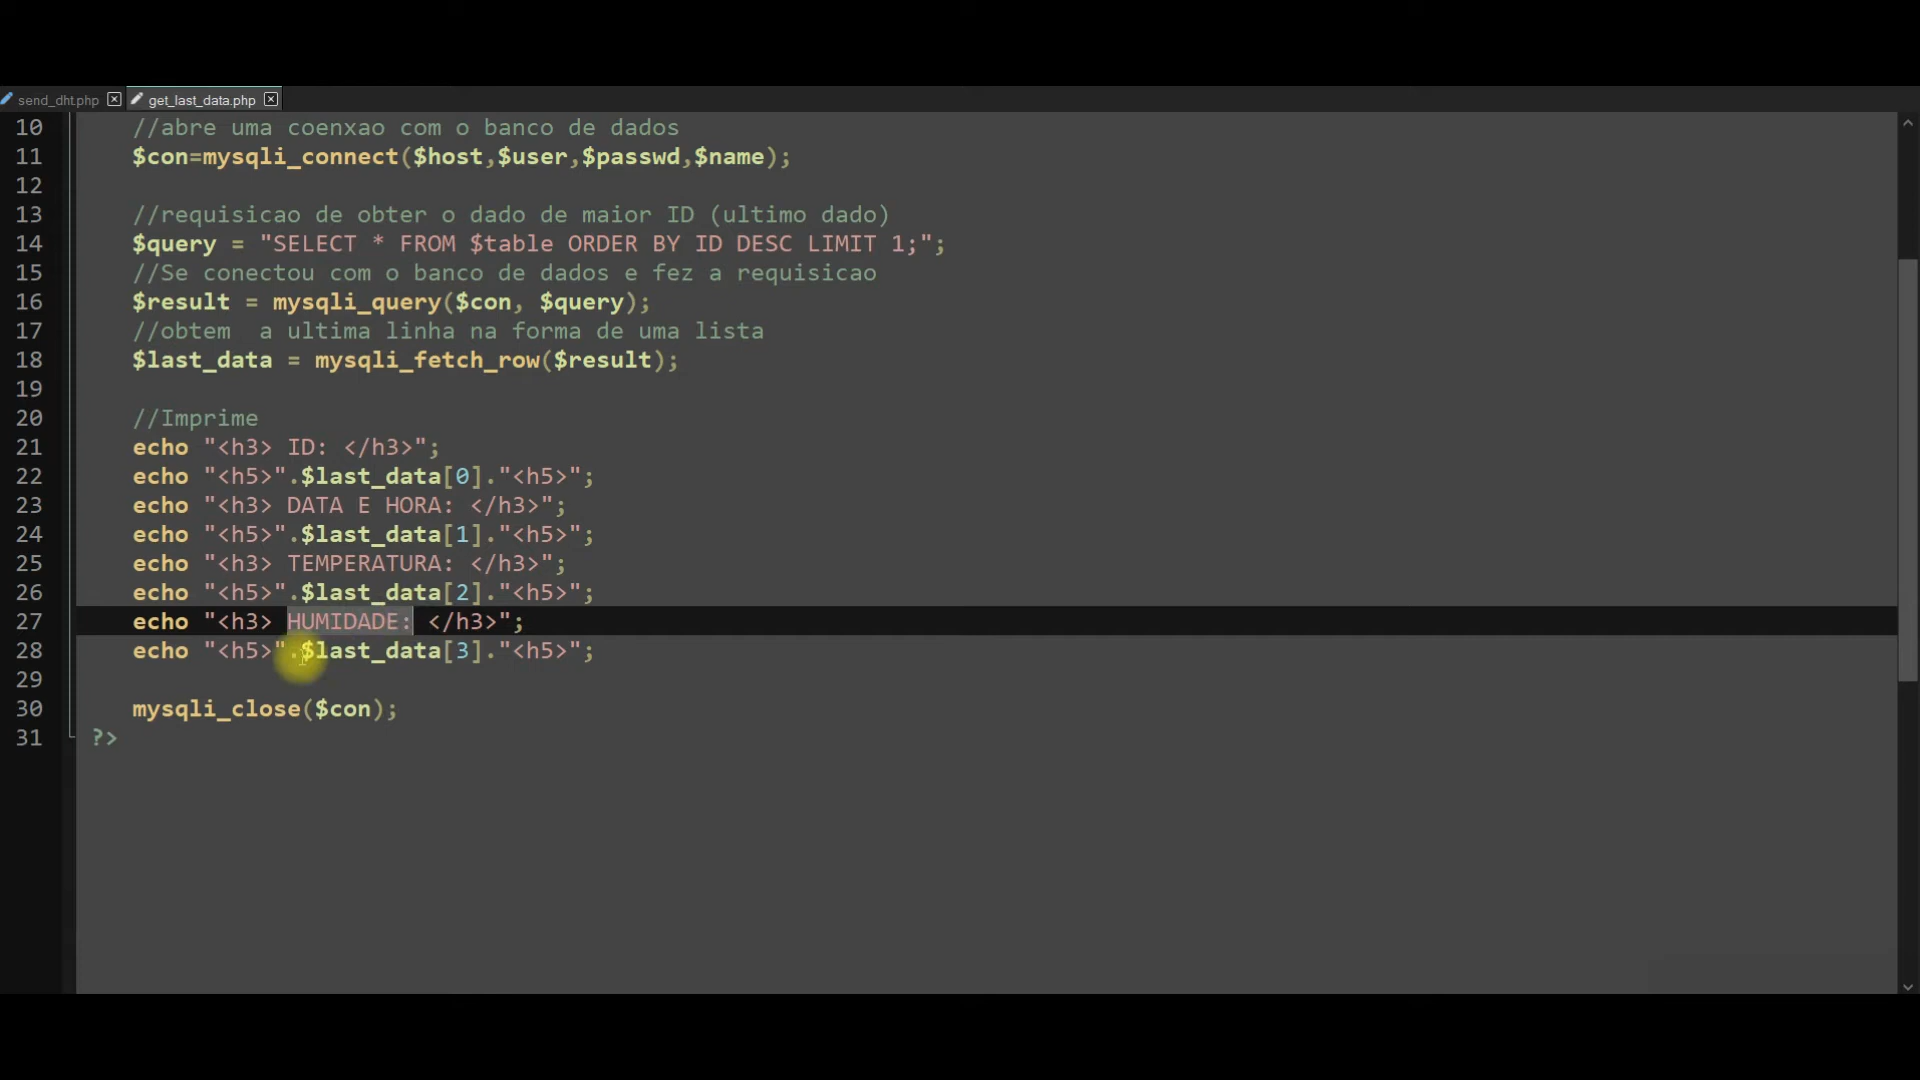 send_dht.php get_last_data.php
10 //abre uma coenxao com o banco de dados
11 $con=mysqli_connect($host,$user,$passwd,$name);
12
13 //requisicao de obter o dado de maior ID (ultimo dado)
14 $query = "SELECT * FROM $table ORDER BY ID DESC LIMIT 1;";
15 //Se conectou com o banco de dados e fez a requisicao
16 $result = mysqli_query($con, $query);
17 //obtem  a ultima linha na forma de uma lista
18 $last_data = mysqli_fetch_row($result);
19
20 //Imprime
21 echo "<h3> ID: </h3>";
22 echo "<h5>".$last_data[0]."<h5>";
23 echo "<h3> DATA E HORA: </h3>";
24 echo "<h5>".$last_data[1]."<h5>";
25 echo "<h3> TEMPERATURA: </h3>";
26 echo "<h5>".$last_data[2]."<h5>";
27 echo "<h3> HUMIDADE: </h3>";
28 echo "<h5>".$last_data[3]."<h5>";
29
30 mysqli_close($con);
31 ?>